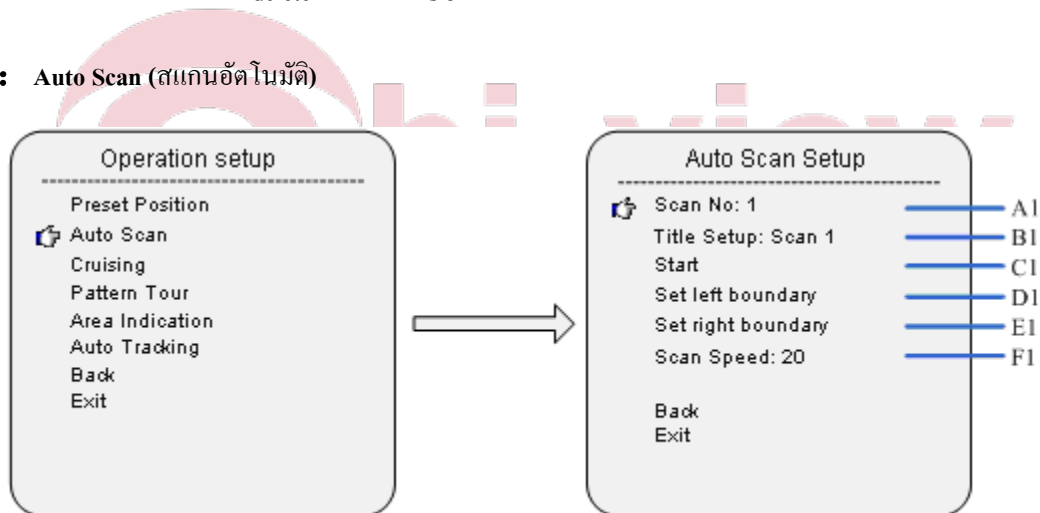 : Auto Scan (สแกนอัตโนมัติ)
hi view
Operation setup
Preset Position
Auto Scan
Cruising
Pattern Tour
Area Indication
Auto Tracking
Back
Exit
Auto Scan Setup
Scan No: 1
Title Setup: Scan 1
Start
Set left boundary
Set right boundary
Scan Speed: 20
Back
Exit
A1
B1
C1
D1
E1
F1